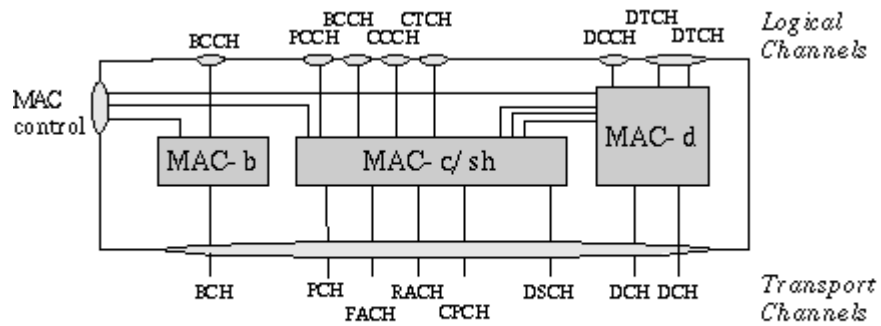 BCCH
PCCH
BCCH
CCCH
CTCH
DCCH
DTCH
DTCH
Logical
Channels
MAC
control
MAC- b
MAC- c/ sh
MAC- d
BCH
PCH
FACH
RACH
CPCH
DSCH
DCH
DCH
Transport
Channels